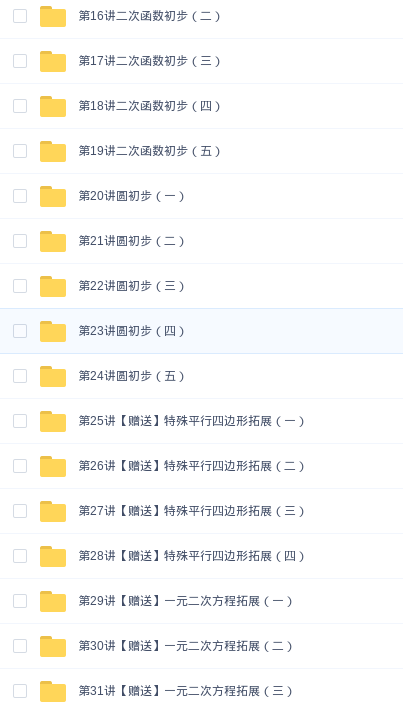 第16讲二次函数初步（二）
第17讲二次函数初步（三）
第18讲二次函数初步（四）
第19讲二次函数初步（五）
第20讲圆初步（一）
第21讲圆初步（二）
第22讲圆初步（三）
第23讲圆初步（四）
第24讲圆初步（五）
第25讲【赠送】特殊平行四边形拓展（一）
第26讲【赠送】特殊平行四边形拓展（二）
第27讲【赠送】特殊平行四边形拓展（三）
第28讲【赠送】特殊平行四边形拓展（四）
第29讲【赠送】一元二次方程拓展（一）
第30讲【赠送】一元二次方程拓展（二）
第31讲【赠送】一元二次方程拓展（三）